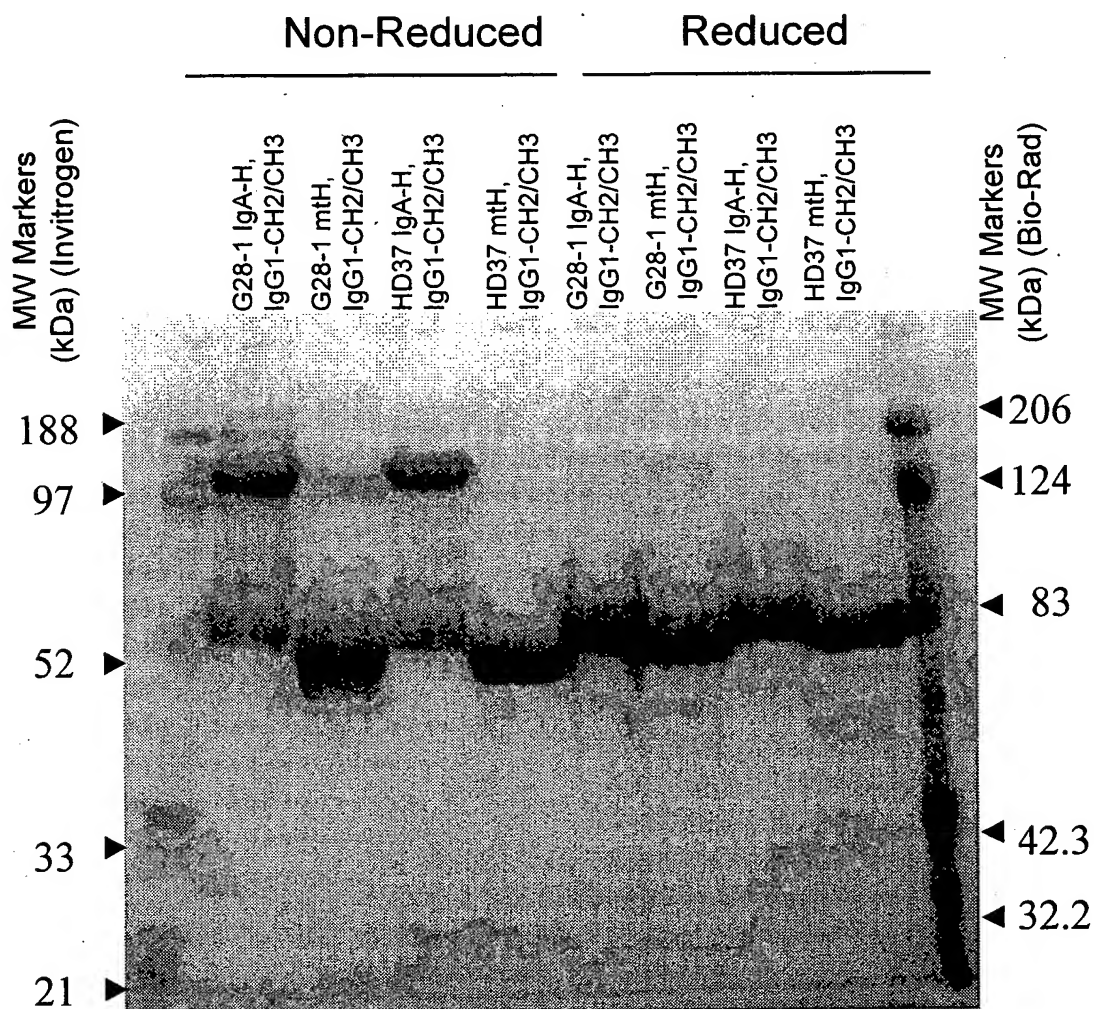 Non-Reduced
Reduced
MW Markers
(kDa) (Invitrogen)
G28-1 IgA-H,
IgG1-CH2/CH3
G28-1 mtH,
IgG1-CH2/CH3
HD37 IgA-H,
IgG1-CH2/CH3
HD37 mtH,
IgG1-CH2/CH3
G28-1 IgA-H,
IgG1-CH2/CH3
G28-1 mtH,
IgG1-CH2/CH3
HD37 IgA-H,
IgG1-CH2/CH3
HD37 mtH,
IgG1-CH2/CH3
MW Markers
(kDa) (Bio-Rad)
188
97
52
33
21
206
124
83
42.3
32.2